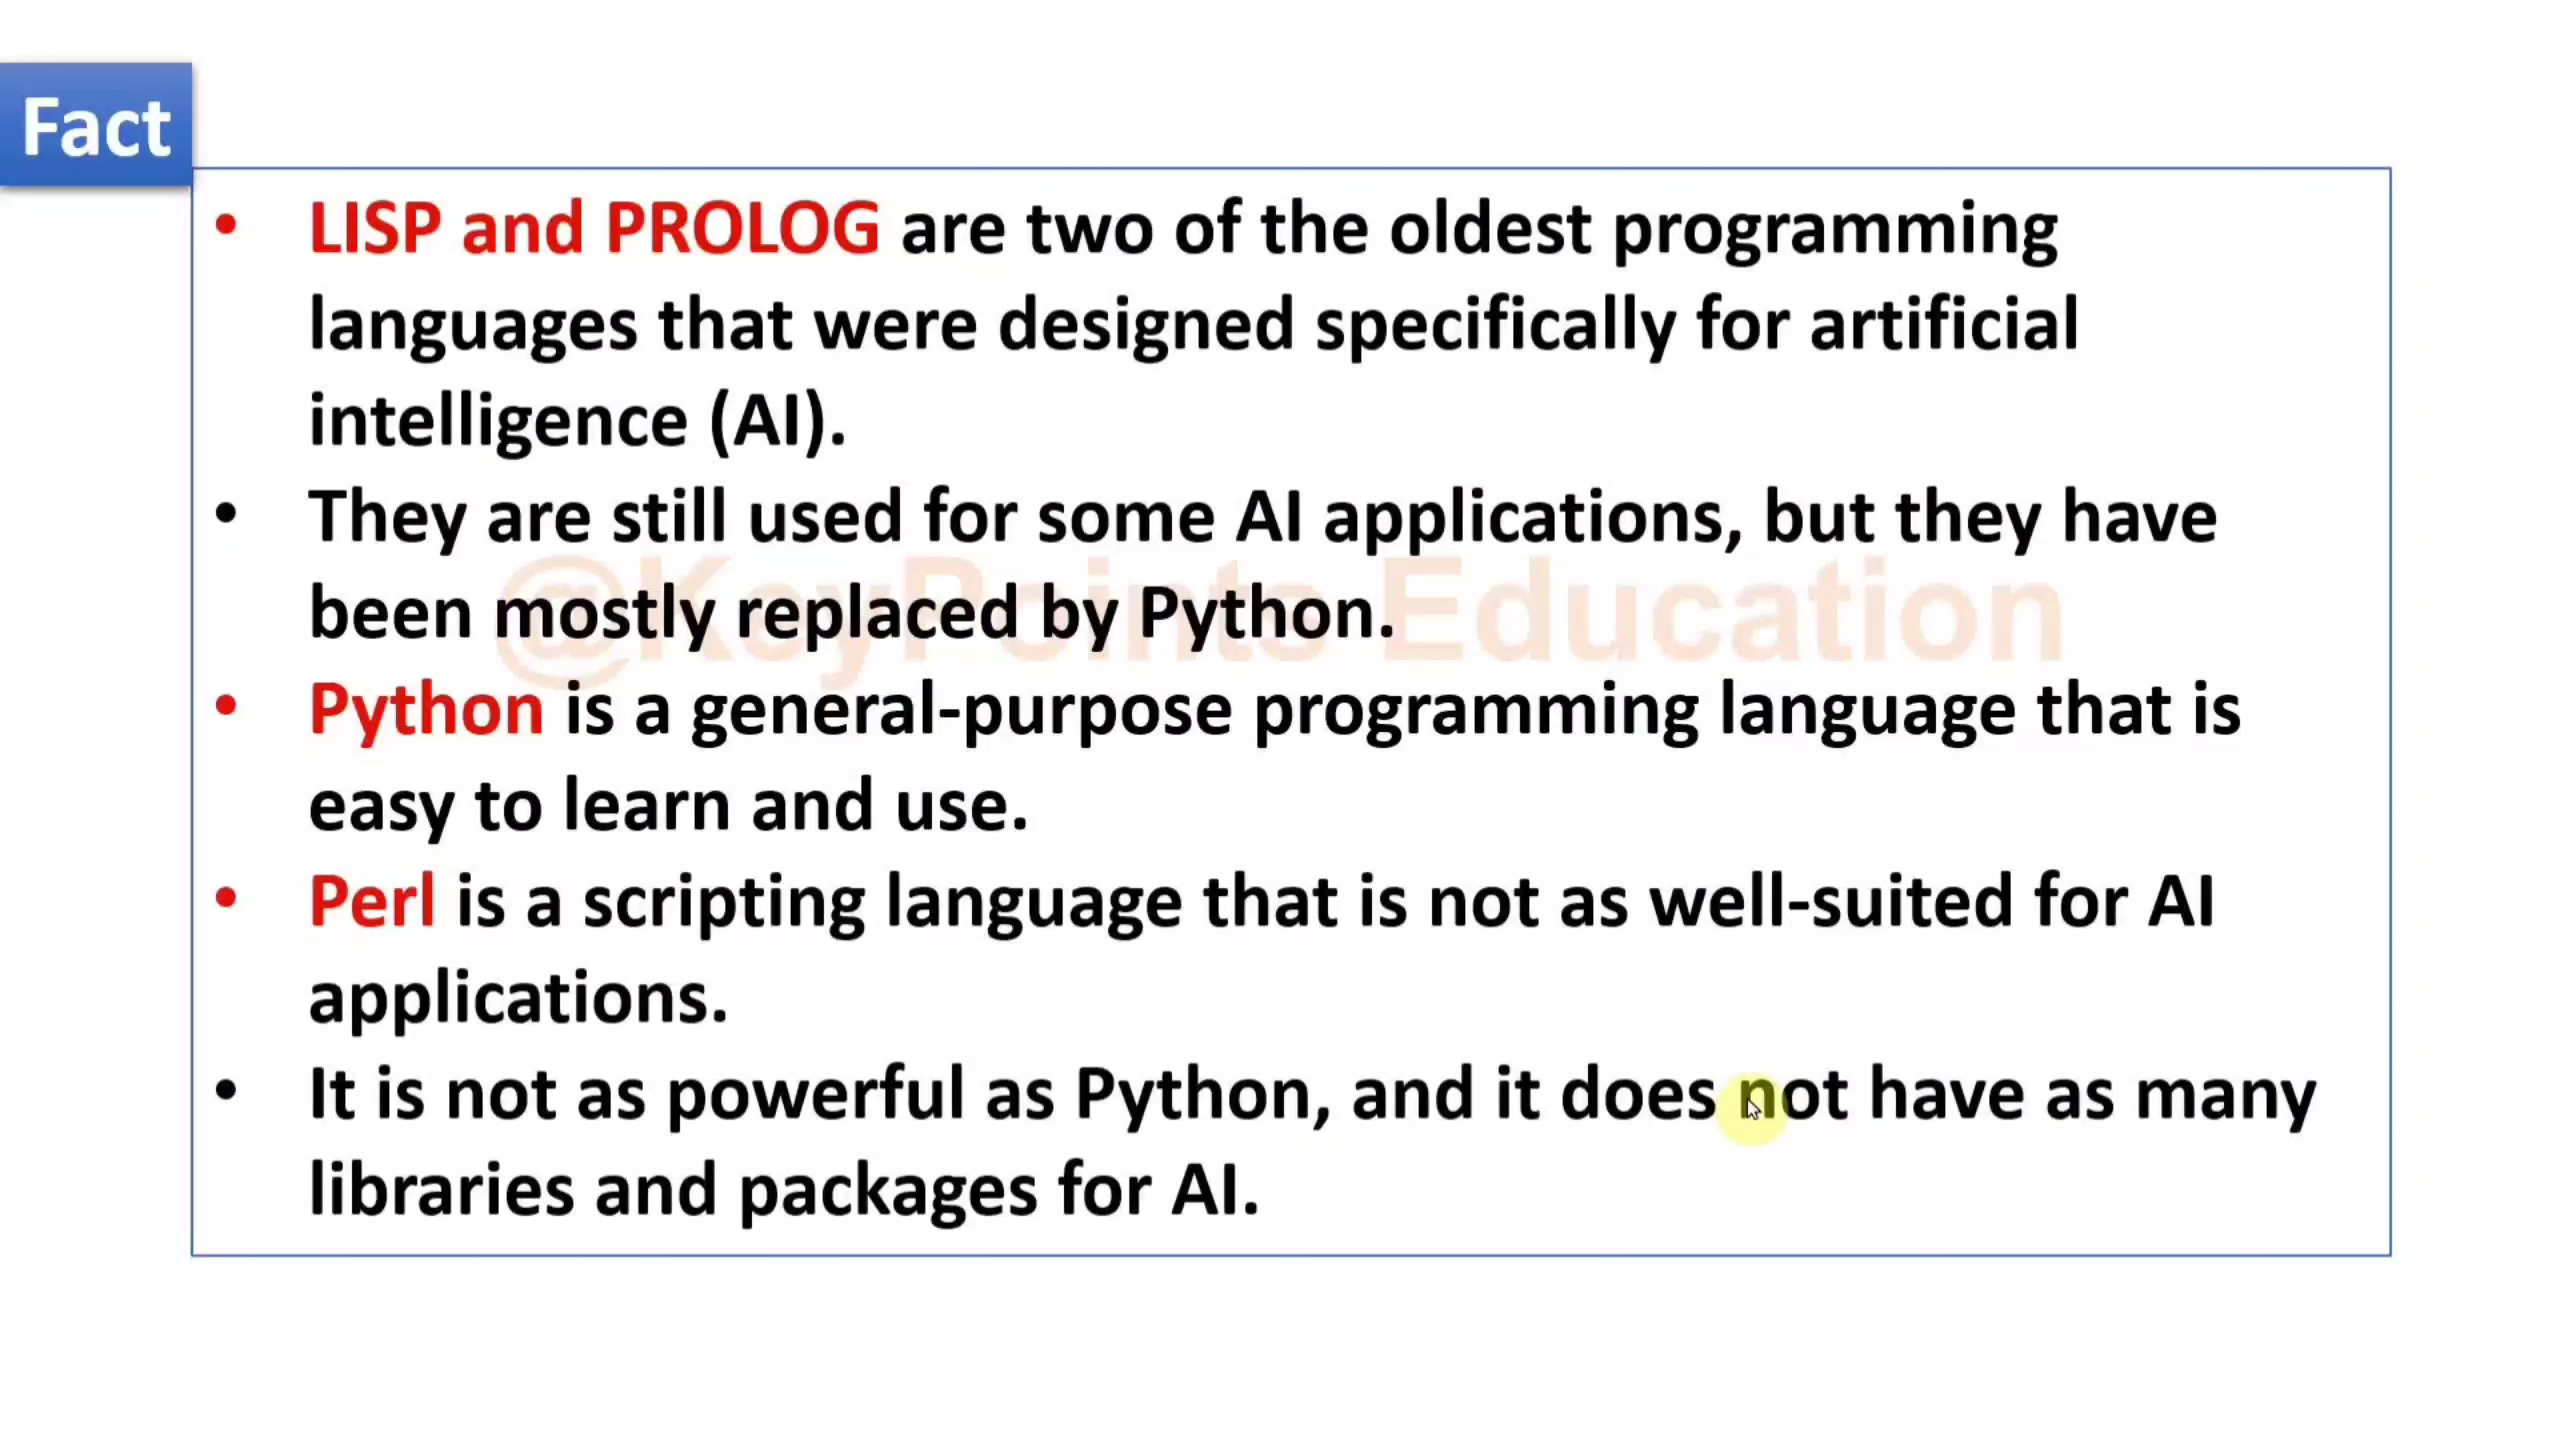 Fact
• LISP and PROLOG are two of the oldest programming
languages that were designed specifically for artificial
intelligence (AI).
• They are still used for some AI applications, but they have
been mostly replaced by Python.
@KeyPoints Education
• Python is a general-purpose programming language that is
easy to learn and use.
• Perl is a scripting language that is not as well-suited for AI
applications.
• It is not as powerful as Python, and it does not have as many
libraries and packages for AI.